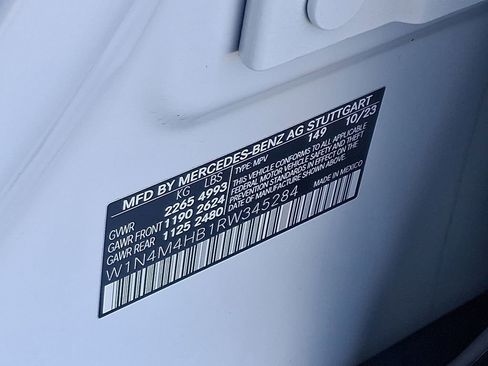 MFD BY MERCEDES-BENZ AG STUTTGART
KG LBS 149 10/23
GVWR 2265 4993 TYPE: MPV
GAWR FRONT 1190 2624
GAWR REAR 1125 2480
THIS VEHICLE CONFORMS TO ALL APPLICABLE
FEDERAL MOTOR VEHICLE SAFETY AND THEFT
PREVENTION STANDARDS IN EFFECT ON THE
DATE OF MANUFACTURE SHOWN ABOVE.
MADE IN MEXICO
W1N4M4HB1RW345284